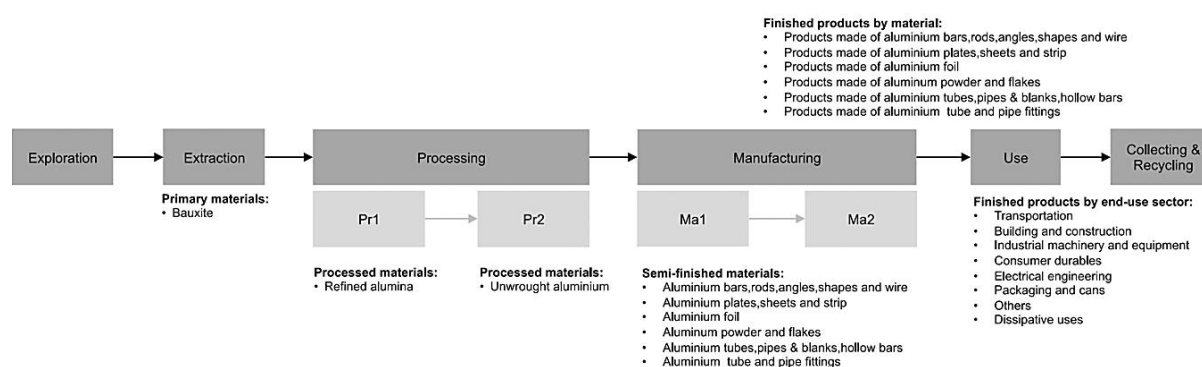 Finished products by material:
• Products made of aluminium bars,rods,angles,shapes and wire
• Products made of aluminium plates,sheets and strip
• Products made of aluminium foil
• Products made of aluminum powder and flakes
• Products made of aluminium tubes,pipes & blanks,hollow bars
• Products made of aluminium tube and pipe fittings
Exploration
Extraction
Processing
Manufacturing
Use
Collecting &
Recycling
Primary materials:
• Bauxite
Pr1
Pr2
Ma1
Ma2
Processed materials:
• Refined alumina
Processed materials:
• Unwrought aluminium
Semi-finished materials:
• Aluminium bars,rods,angles,shapes and wire
• Aluminium plates,sheets and strip
• Aluminium foil
• Aluminum powder and flakes
• Aluminium tubes,pipes & blanks,hollow bars
• Aluminium tube and pipe fittings
Finished products by end-use sector:
• Transportation
• Building and construction
• Industrial machinery and equipment
• Consumer durables
• Electrical engineering
• Packaging and cans
• Others
• Dissipative uses